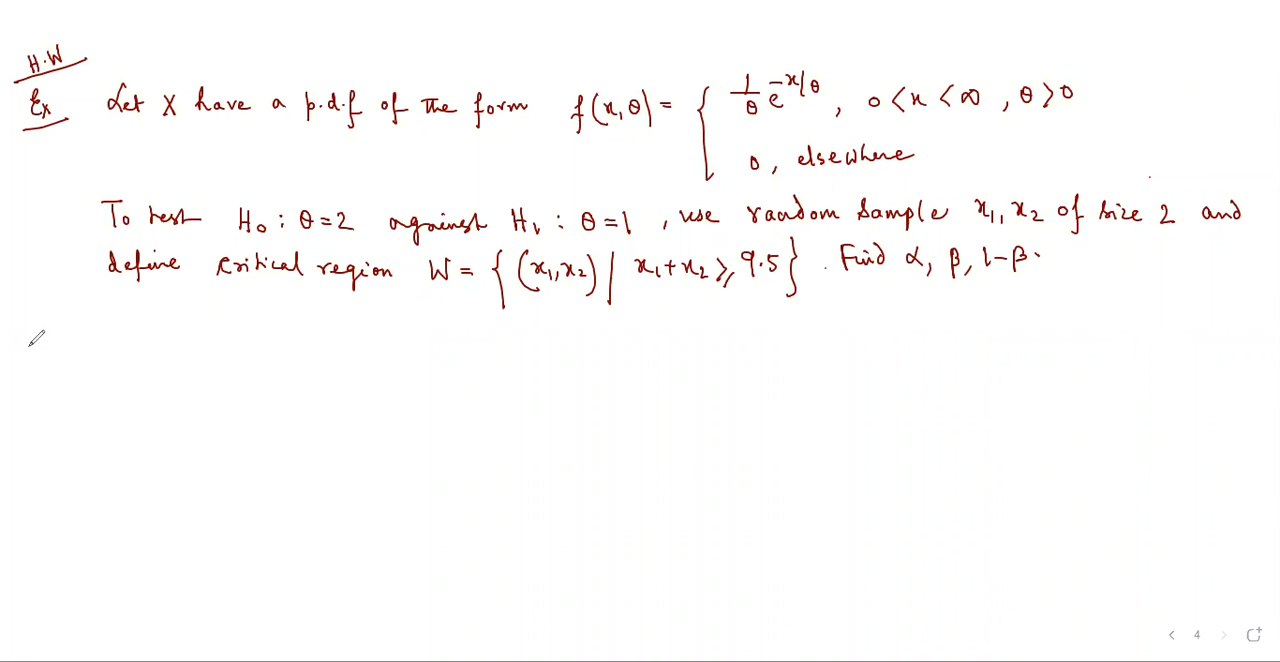 H.W
Ex Let X have a p.d.f of the form f(x,θ) = { 1/θ e^{-x/θ} , 0<x<∞ , θ>0
0 , elsewhere
To test H₀ : θ=2 against H₁ : θ=1 , use random sample x₁, x₂ of size 2 and
define critical region W = { (x₁,x₂) | x₁+x₂ ≥ 9.5 } . Find α, β, 1-β.
< 4 >